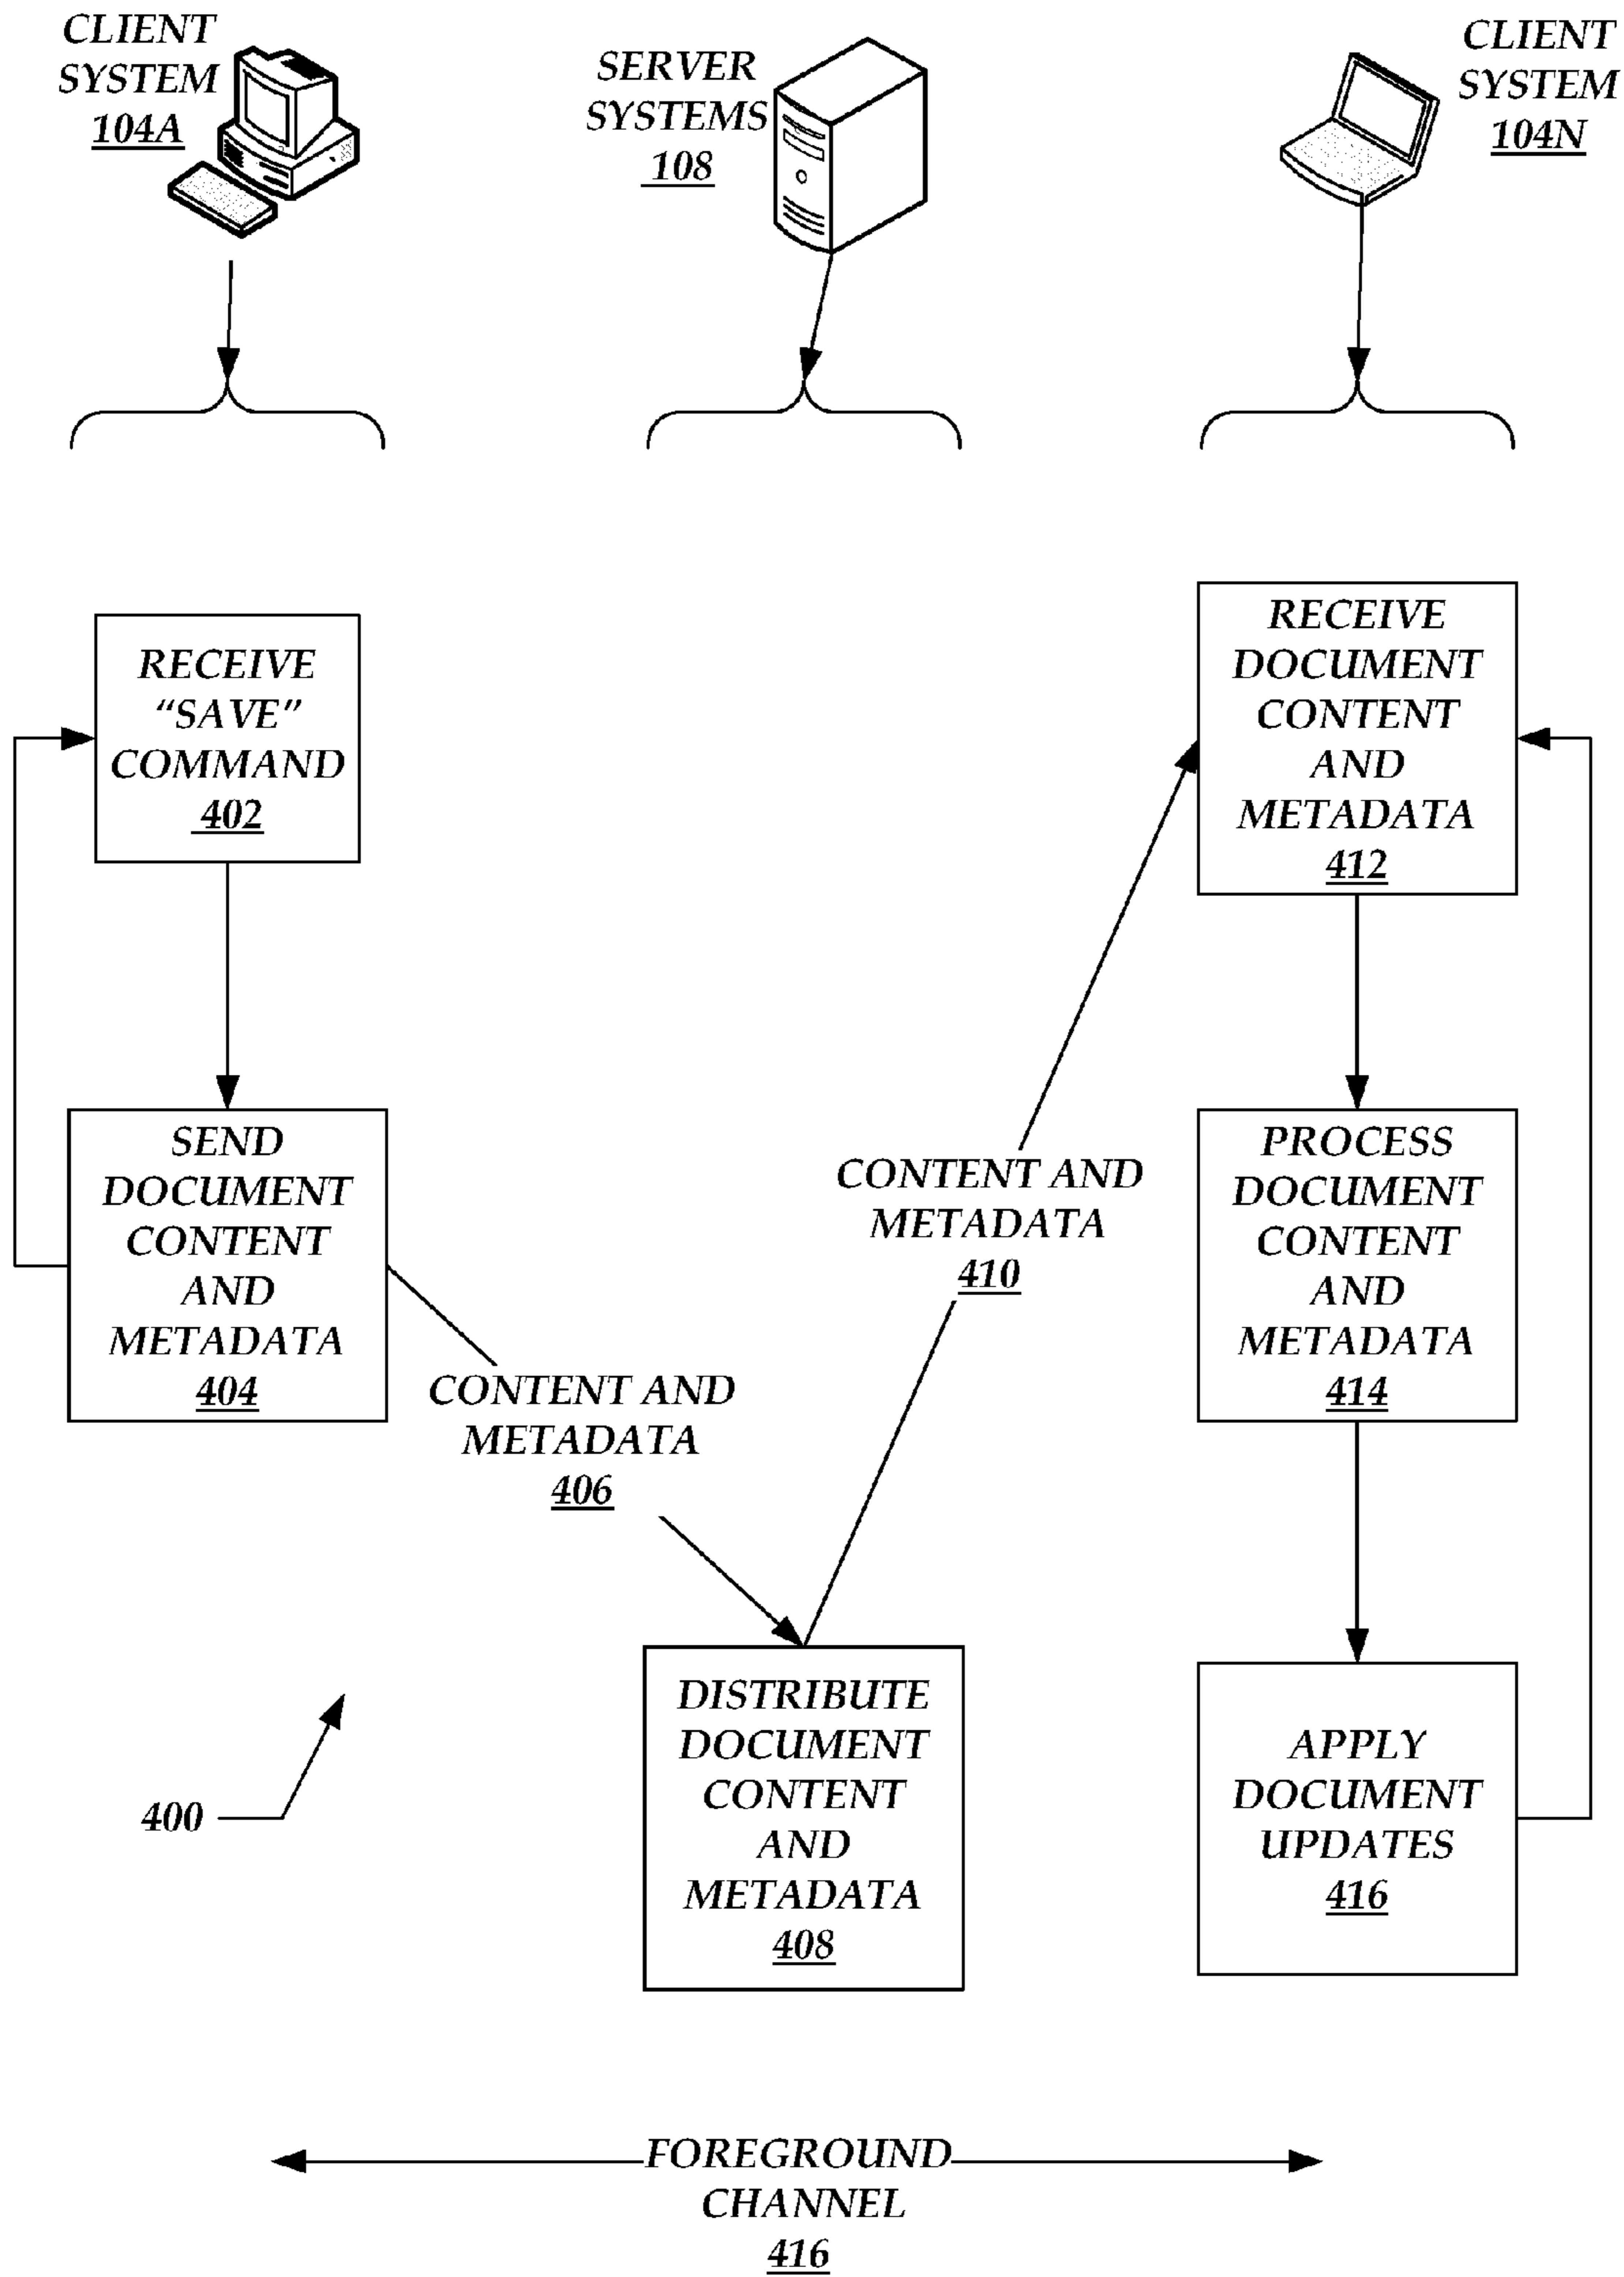 CLIENT
SYSTEM
104A
SERVER
SYSTEMS
108
CLIENT
SYSTEM
104N
RECEIVE
“SAVE”
COMMAND
402
SEND
DOCUMENT
CONTENT
AND
METADATA
404
CONTENT AND
METADATA
406
DISTRIBUTE
DOCUMENT
CONTENT
AND
METADATA
408
CONTENT AND
METADATA
410
RECEIVE
DOCUMENT
CONTENT
AND
METADATA
412
PROCESS
DOCUMENT
CONTENT
AND
METADATA
414
APPLY
DOCUMENT
UPDATES
416
400
FOREGROUND
CHANNEL
416